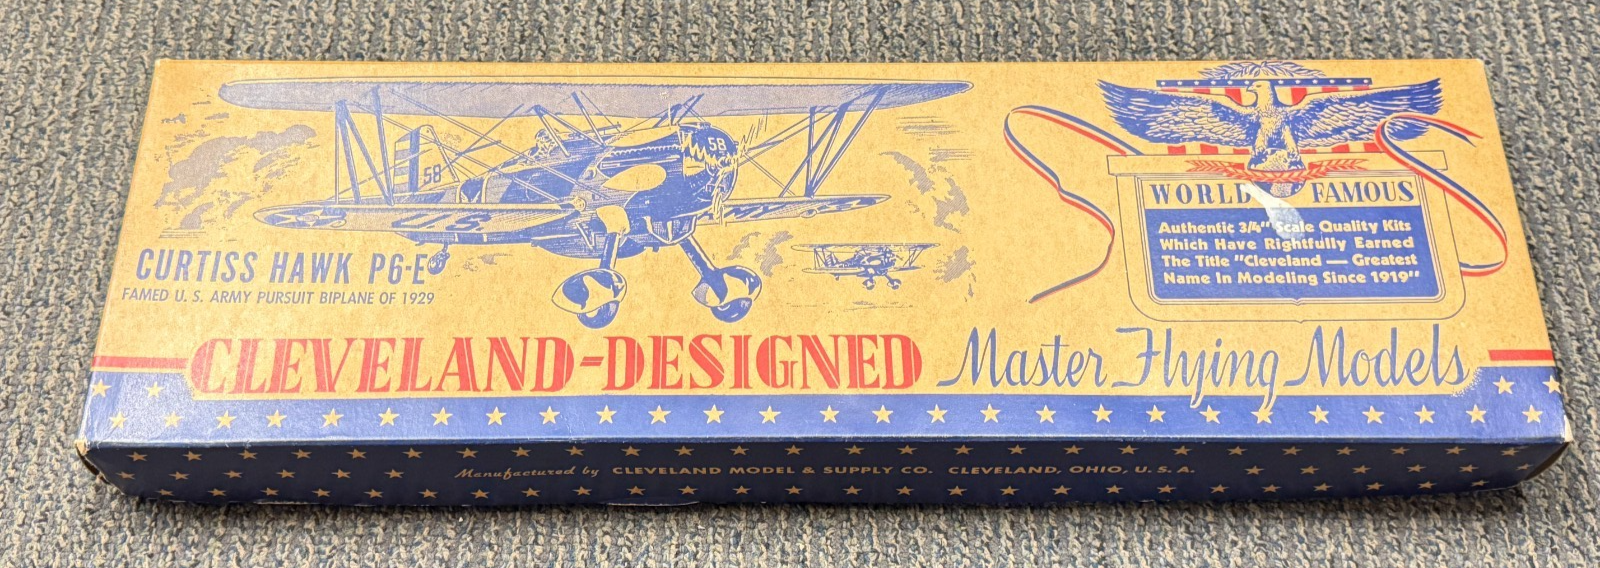 58
58
U.S.
ARMY
CURTISS HAWK P6-E
FAMED U. S. ARMY PURSUIT BIPLANE OF 1929
WORLD FAMOUS
Authentic 3/4" Scale Quality Kits
Which Have Rightfully Earned
The Title "Cleveland — Greatest
Name In Modeling Since 1919"
CLEVELAND-DESIGNED Master Flying Models
Manufactured by CLEVELAND MODEL & SUPPLY CO. CLEVELAND, OHIO, U. S. A.